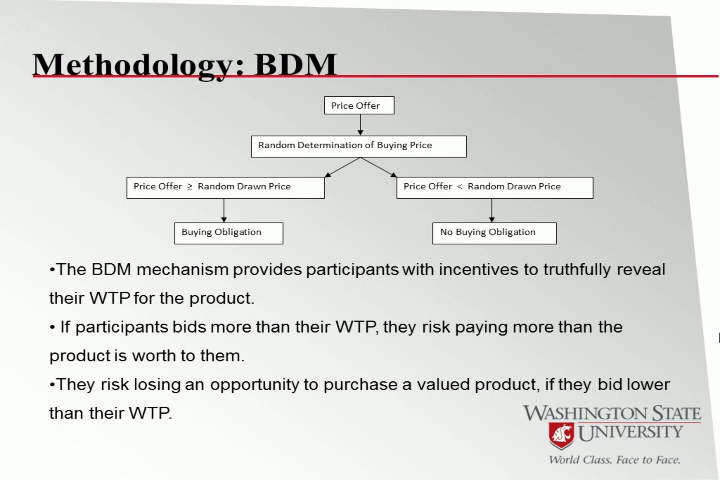 Methodology: BDM
Price Offer
Random Determination of Buying Price
Price Offer ≥ Random Drawn Price
Price Offer < Random Drawn Price
Buying Obligation
No Buying Obligation
•The BDM mechanism provides participants with incentives to truthfully reveal
their WTP for the product.
• If participants bids more than their WTP, they risk paying more than the
product is worth to them.
•They risk losing an opportunity to purchase a valued product, if they bid lower
than their WTP.
WASHINGTON STATE
UNIVERSITY
World Class. Face to Face.